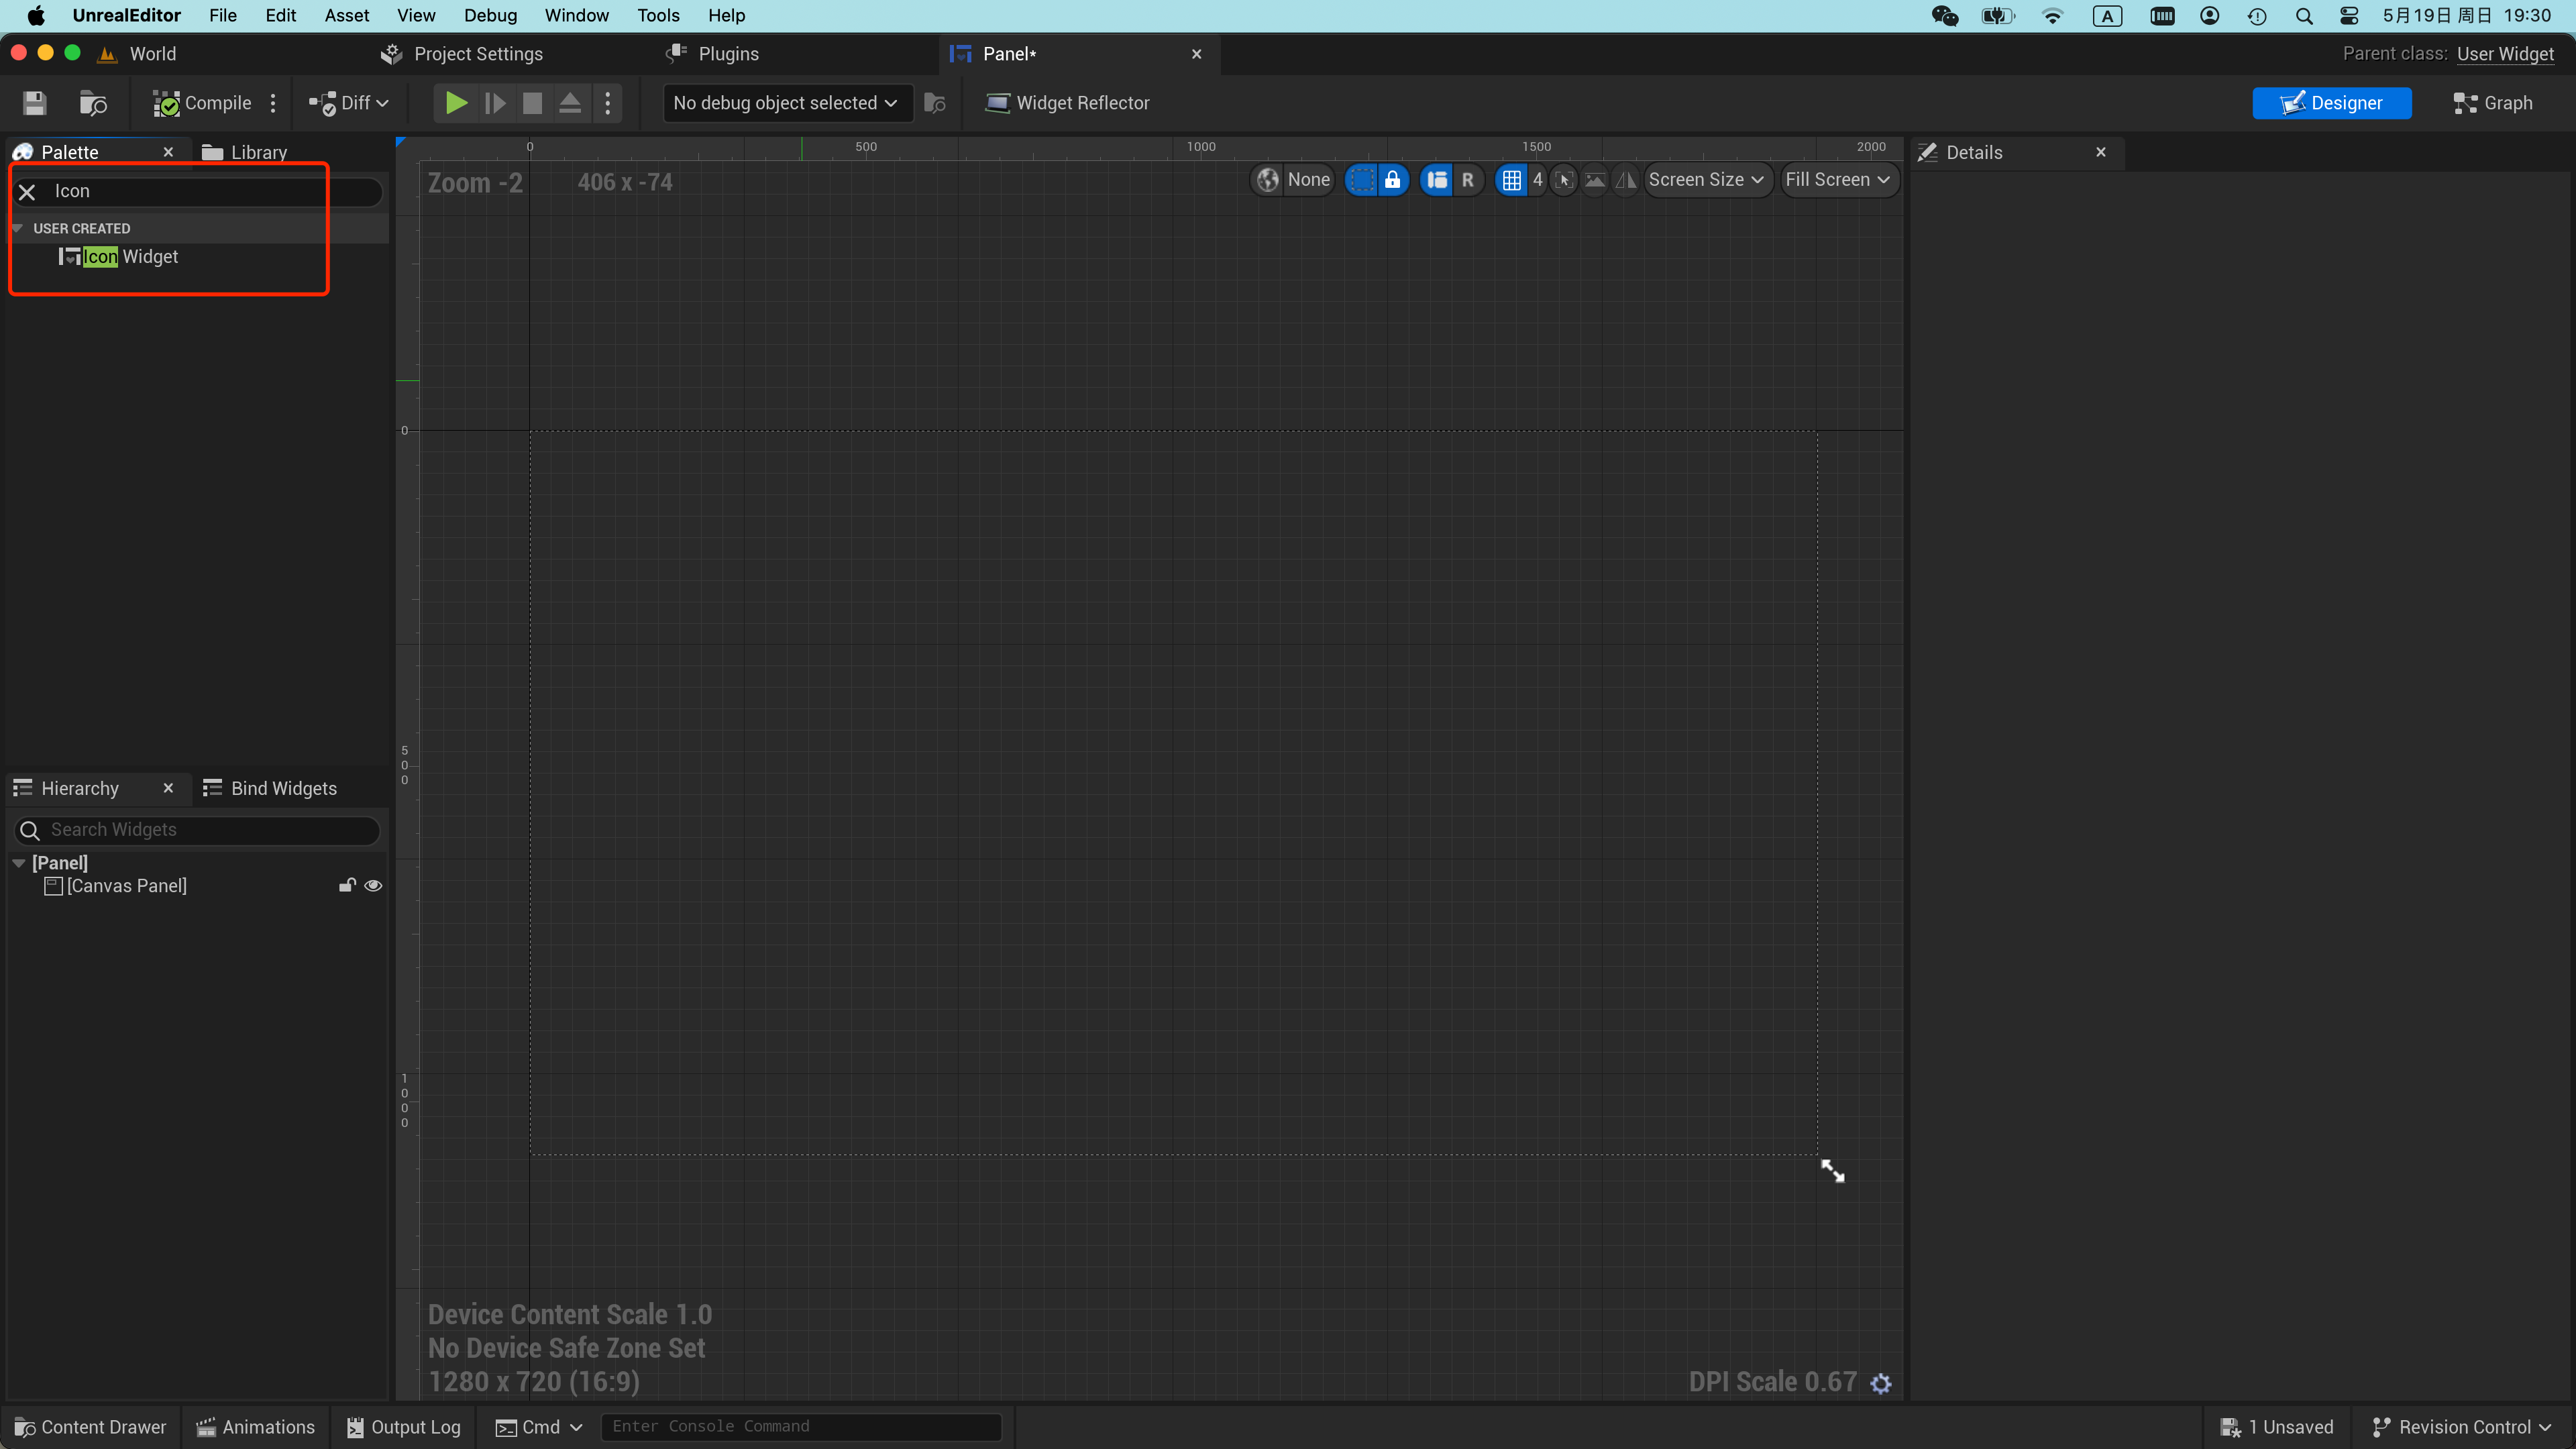 UnrealEditor File Edit Asset View Debug Window Tools Help A 5月19日 周日 19:30
World Project Settings Plugins Panel* Parent class: User Widget
Compile Diff No debug object selected Widget Reflector Designer Graph
Palette Library
Details
Icon
USER CREATED
Icon Widget
0 500 1000 1500 2000
Zoom -2 406 x -74 None R 4 Screen Size Fill Screen
0
500
1000
Hierarchy Bind Widgets
Search Widgets
[Panel]
[Canvas Panel]
Device Content Scale 1.0
No Device Safe Zone Set
1280 x 720 (16:9)
DPI Scale 0.67
Content Drawer Animations Output Log Cmd Enter Console Command 1 Unsaved Revision Control